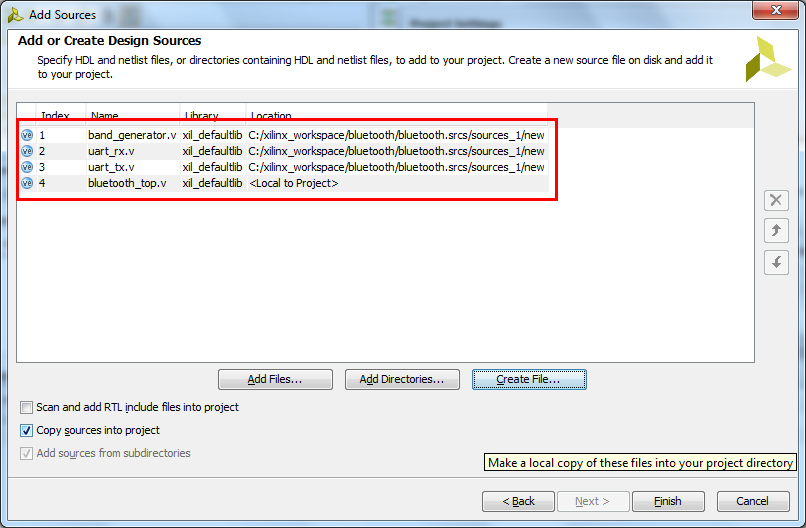 Add Sources
Project Settings
Add or Create Design Sources
Specify HDL and netlist files, or directories containing HDL and netlist files, to add to your project. Create a new source file on disk and add it
to your project.
Index Name Library Location
1 band_generator.v xil_defaultlib C:/xilinx_workspace/bluetooth/bluetooth.srcs/sources_1/new
2 uart_rx.v xil_defaultlib C:/xilinx_workspace/bluetooth/bluetooth.srcs/sources_1/new
3 uart_tx.v xil_defaultlib C:/xilinx_workspace/bluetooth/bluetooth.srcs/sources_1/new
4 bluetooth_top.v xil_defaultlib <Local to Project>
Add Files... Add Directories... Create File...
Scan and add RTL include files into project
Copy sources into project
Add sources from subdirectories
Make a local copy of these files into your project directory
< Back Next > Finish Cancel